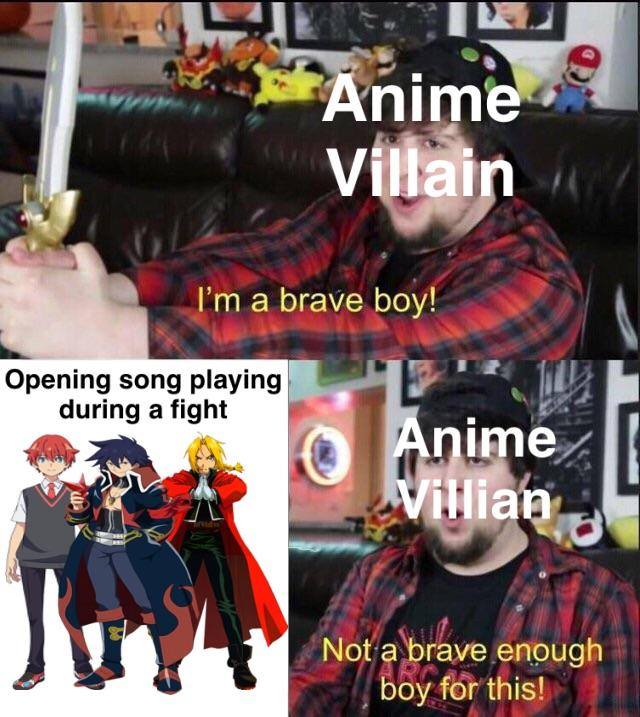 Anime
Villain
I'm a brave boy!
Opening song playing
during a fight
Anime
Villian
Not a brave enough
boy for this!